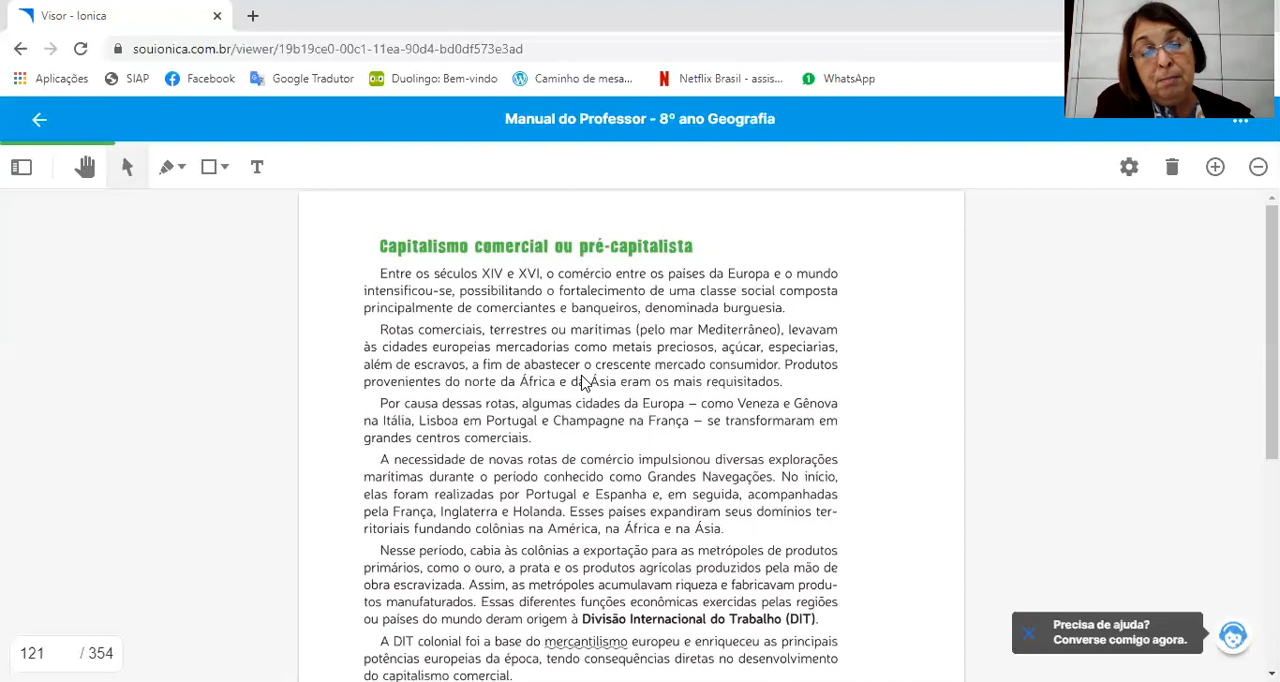 Visor - Ionica
souionica.com.br/viewer/19b19ce0-00c1-11ea-90d4-bd0df573e3ad
Aplicações SIAP Facebook Google Tradutor Duolingo: Bem-vindo Caminho de mesa... Netflix Brasil - assis... WhatsApp
Manual do Professor - 8º ano Geografia
Capitalismo comercial ou pré-capitalista
Entre os séculos XIV e XVI, o comércio entre os países da Europa e o mundo
intensificou-se, possibilitando o fortalecimento de uma classe social composta
principalmente de comerciantes e banqueiros, denominada burguesia.
Rotas comerciais, terrestres ou marítimas (pelo mar Mediterrâneo), levavam
às cidades europeias mercadorias como metais preciosos, açúcar, especiarias,
além de escravos, a fim de abastecer o crescente mercado consumidor. Produtos
provenientes do norte da África e da Ásia eram os mais requisitados.
Por causa dessas rotas, algumas cidades da Europa – como Veneza e Gênova
na Itália, Lisboa em Portugal e Champagne na França – se transformaram em
grandes centros comerciais.
A necessidade de novas rotas de comércio impulsionou diversas explorações
marítimas durante o período conhecido como Grandes Navegações. No início,
elas foram realizadas por Portugal e Espanha e, em seguida, acompanhadas
pela França, Inglaterra e Holanda. Esses países expandiram seus domínios ter-
ritoriais fundando colônias na América, na África e na Ásia.
Nesse período, cabia às colônias a exportação para as metrópoles de produtos
primários, como o ouro, a prata e os produtos agrícolas produzidos pela mão de
obra escravizada. Assim, as metrópoles acumulavam riqueza e fabricavam produ-
tos manufaturados. Essas diferentes funções econômicas exercidas pelas regiões
ou países do mundo deram origem à Divisão Internacional do Trabalho (DIT).
A DIT colonial foi a base do mercantilismo europeu e enriqueceu as principais
potências europeias da época, tendo consequências diretas no desenvolvimento
do capitalismo comercial.
121 / 354
Precisa de ajuda?
Converse comigo agora.